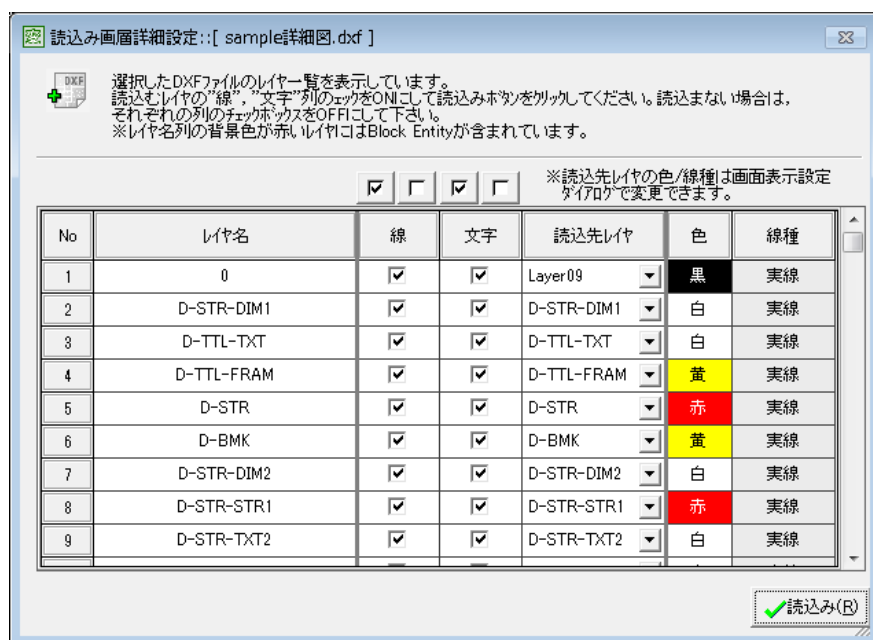 読込み画層詳細設定::[ sample詳細図.dxf ]
DXF
選択したDXFファイルのレイヤ一覧を表示しています。
読込むレイヤの”線”,”文字”列のェックをONにして読込みボタンをクリックしてください。読込まない場合は,
それぞれの列のチェックボックスをOFFにして下さい。
※レイヤ名列の背景色が赤いレイヤにはBlock Entityが含まれています。
※読込先レイヤの色/線種は画面表示設定
ダイアログで変更できます。
No レイヤ名 線 文字 読込先レイヤ 色 線種
1 0 Layer09 黒 実線
2 D-STR-DIM1 D-STR-DIM1 白 実線
3 D-TTL-TXT D-TTL-TXT 白 実線
4 D-TTL-FRAM D-TTL-FRAM 黄 実線
5 D-STR D-STR 赤 実線
6 D-BMK D-BMK 黄 実線
7 D-STR-DIM2 D-STR-DIM2 白 実線
8 D-STR-STR1 D-STR-STR1 赤 実線
9 D-STR-TXT2 D-STR-TXT2 白 実線
読込み(R)